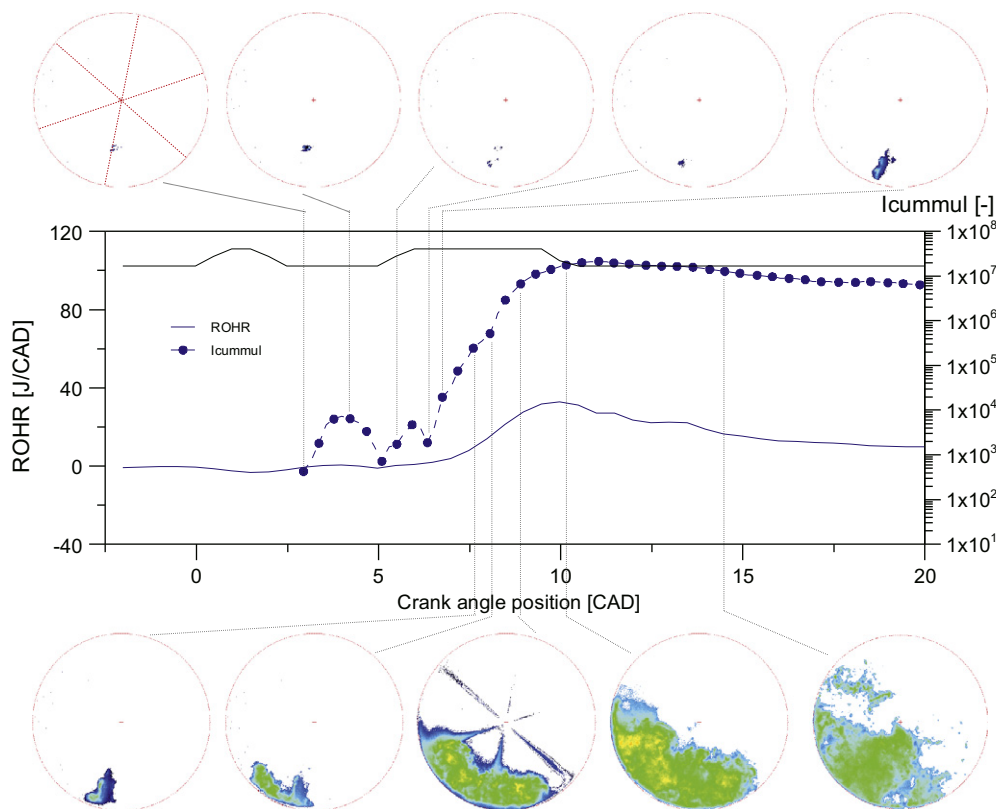 Icummul [-]
120
80
40
0
-40
ROHR [J/CAD]
ROHR
Icummul
1x10⁸
1x10⁷
1x10⁶
1x10⁵
1x10⁴
1x10³
1x10²
1x10¹
0
5
10
15
20
Crank angle position [CAD]